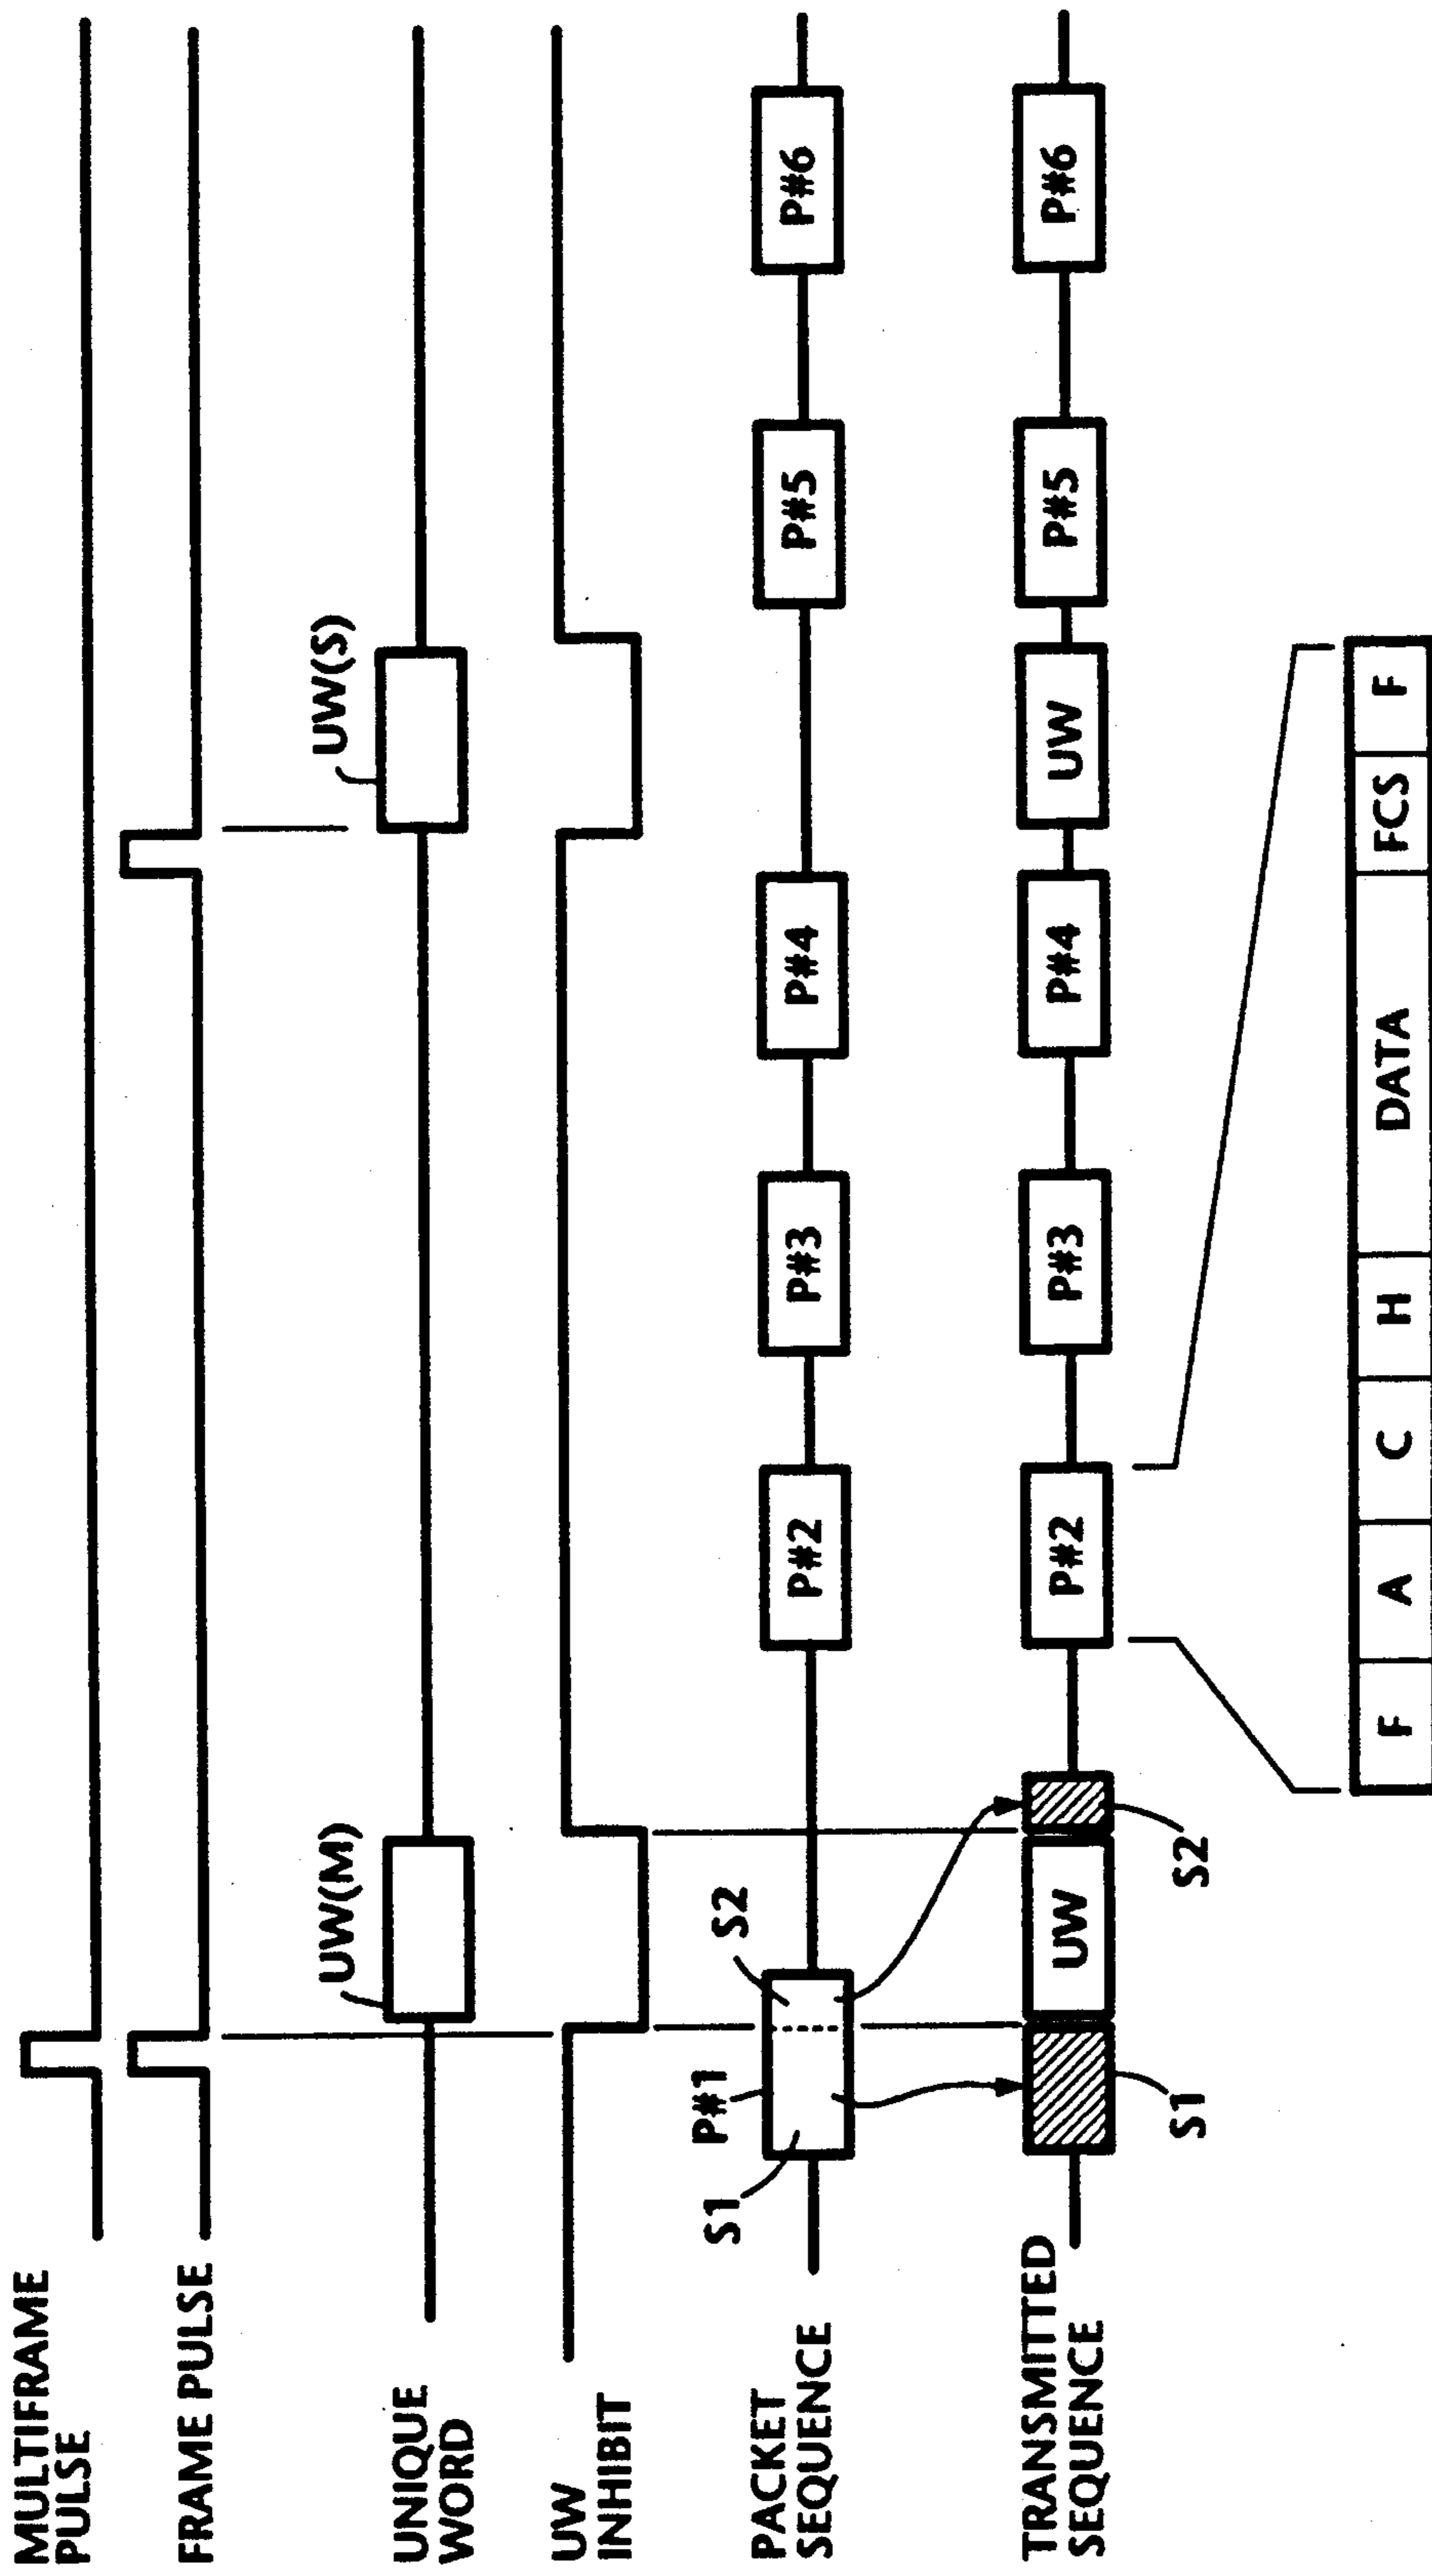 MULTIFRAME
PULSE
FRAME PULSE
UW(M)
UW(S)
UNIQUE
WORD
UW
INHIBIT
S1
P#1
S2
PACKET
SEQUENCE
P#2
P#3
P#4
P#5
P#6
TRANSMITTED
SEQUENCE
UW
P#2
P#3
P#4
UW
P#5
P#6
S1
S2
F A C H DATA FCS F